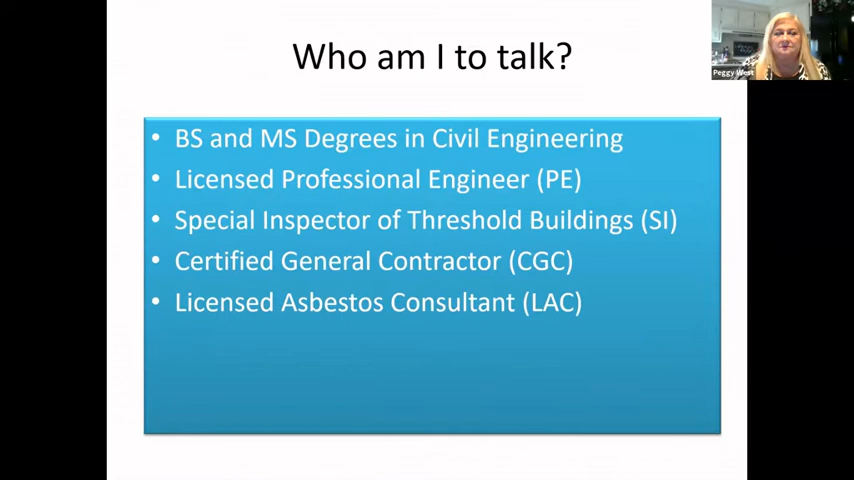 Who am I to talk?
Peggy West
• BS and MS Degrees in Civil Engineering
• Licensed Professional Engineer (PE)
• Special Inspector of Threshold Buildings (SI)
• Certified General Contractor (CGC)
• Licensed Asbestos Consultant (LAC)